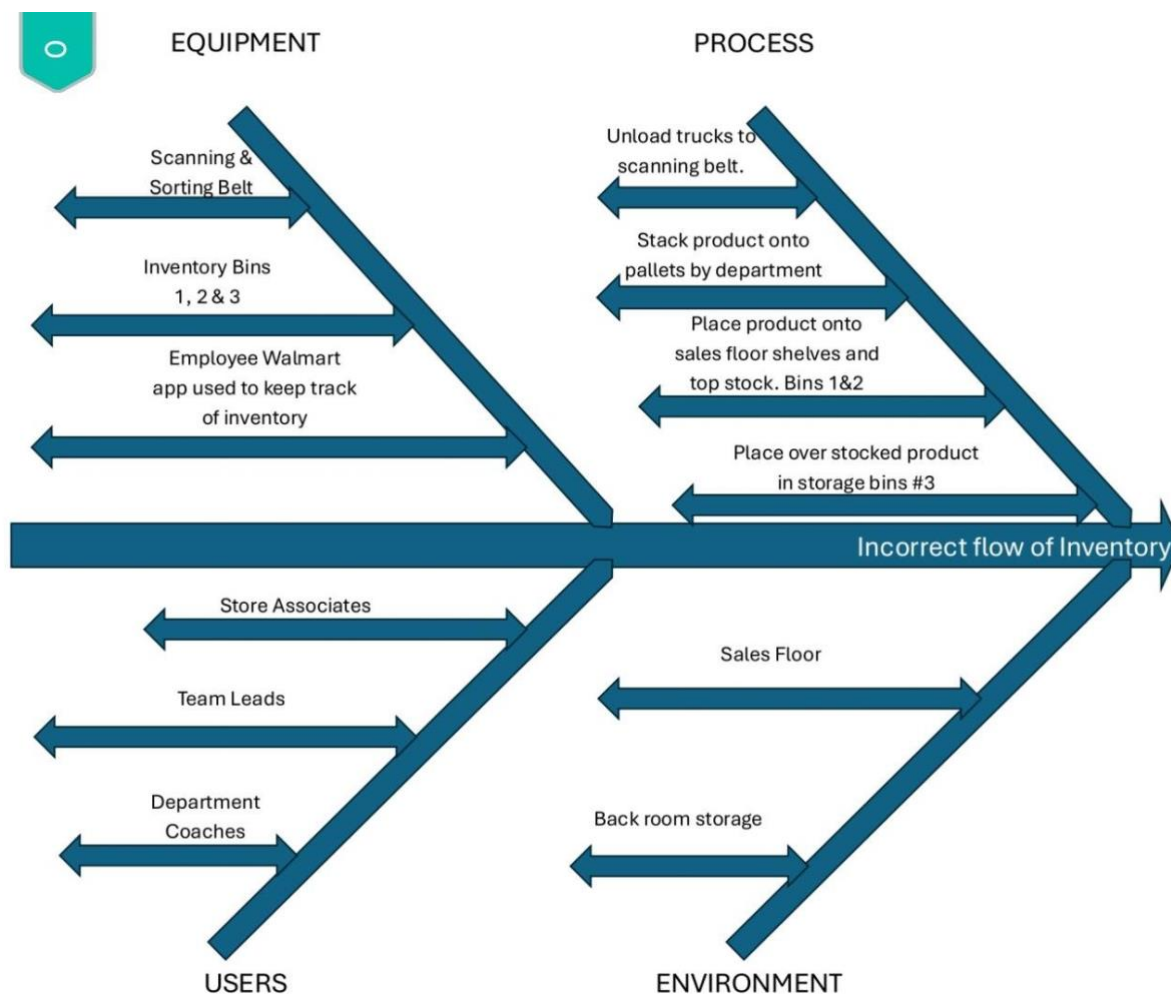 EQUIPMENT
Scanning &
Sorting Belt
Inventory Bins
1, 2 & 3
Employee Walmart
app used to keep track
of inventory
PROCESS
Unload trucks to
scanning belt.
Stack product onto
pallets by department
Place product onto
sales floor shelves and
top stock. Bins 1&2
Place over stocked product
in storage bins #3
Incorrect flow of Inventory
Store Associates
Team Leads
Department
Coaches
USERS
Sales Floor
Back room storage
ENVIRONMENT